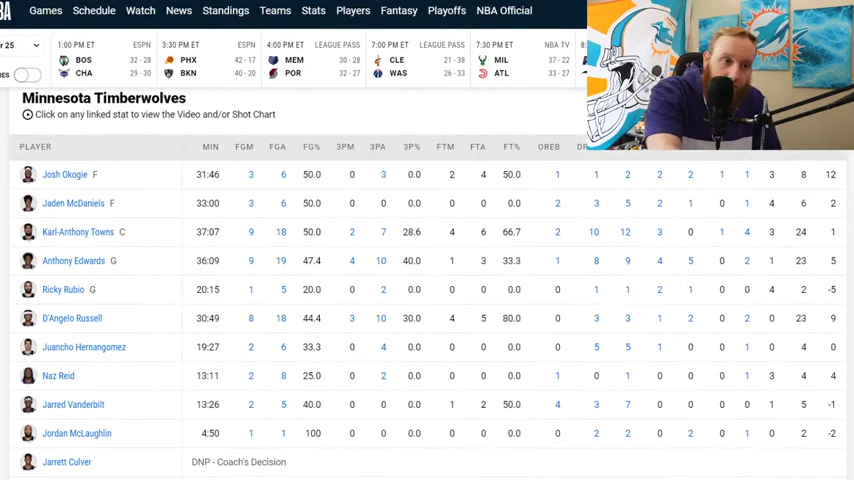 BA Games Schedule Watch News Standings Teams Stats Players Fantasy Playoffs NBA Official
r 25
RES
1:00 PM ET ESPN
BOS 32 - 28
CHA 29 - 30
3:30 PM ET ESPN
PHX 42 - 17
BKN 40 - 20
4:00 PM ET LEAGUE PASS
MEM 30 - 28
POR 32 - 27
7:00 PM ET LEAGUE PASS
CLE 21 - 38
WAS 26 - 33
7:30 PM ET NBA TV
MIL 37 - 22
ATL 33 - 27
Minnesota Timberwolves
Click on any linked stat to view the Video and/or Shot Chart
PLAYER MIN FGM FGA FG% 3PM 3PA 3P% FTM FTA FT% OREB
Josh Okogie F 31:46 3 6 50.0 0 3 0.0 2 4 50.0 1 1 2 2 2 1 1 3 8 12
Jaden McDaniels F 33:00 3 6 50.0 0 0 0.0 0 0 0.0 2 3 5 2 1 0 1 4 6 2
Karl-Anthony Towns C 37:07 9 18 50.0 2 7 28.6 4 6 66.7 2 10 12 3 0 1 4 3 24 1
Anthony Edwards G 36:09 9 19 47.4 4 10 40.0 1 3 33.3 1 8 9 4 5 0 2 1 23 5
Ricky Rubio G 20:15 1 5 20.0 0 2 0.0 0 0 0.0 0 1 1 2 1 0 0 4 2 -5
D'Angelo Russell 30:49 8 18 44.4 3 10 30.0 4 5 80.0 0 3 3 1 2 0 2 0 23 9
Juancho Hernangomez 19:27 2 6 33.3 0 4 0.0 0 0 0.0 0 5 5 1 0 0 1 0 4 0
Naz Reid 13:11 2 8 25.0 0 2 0.0 0 0 0.0 1 0 1 0 0 0 1 3 4 4
Jarred Vanderbilt 13:26 2 5 40.0 0 0 0.0 1 2 50.0 4 3 7 0 0 0 0 1 5 -1
Jordan McLaughlin 4:50 1 1 100 0 0 0.0 0 0 0.0 0 2 2 0 2 0 1 0 2 -2
Jarrett Culver DNP - Coach's Decision